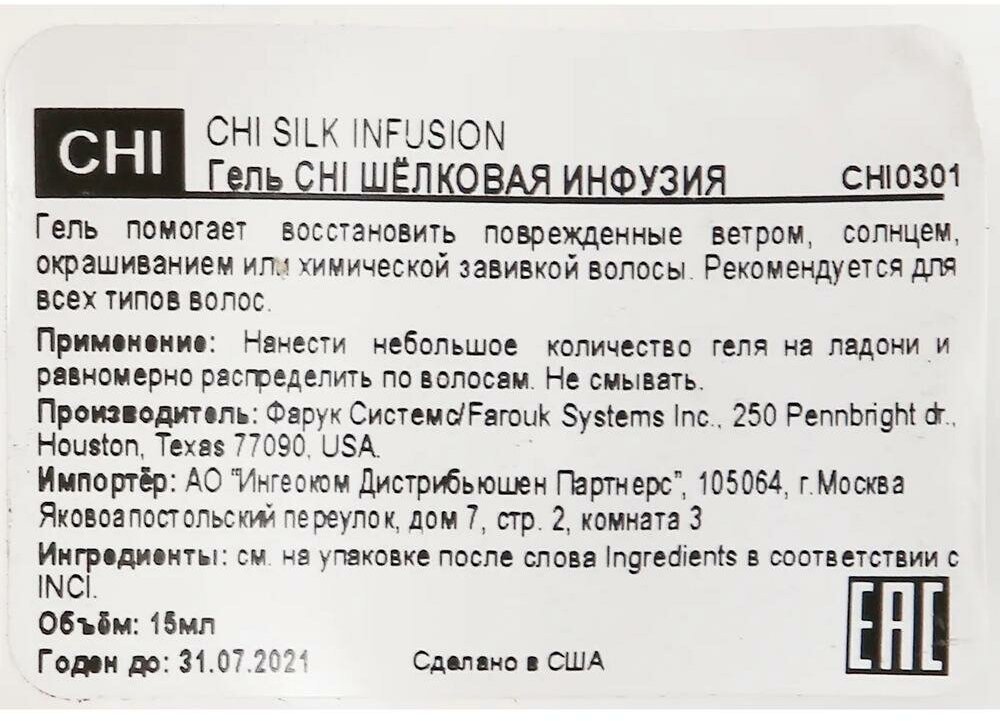 CHI
CHI SILK INFUSION
Гель CHI ШЁЛКОВАЯ ИНФУЗИЯ CHI0301
Гель помогает восстановить поврежденные ветром, солнцем,
окрашиванием или химической завивкой волосы. Рекомендуется для
всех типов волос.
Применение: Нанести небольшое количество геля на ладони и
равномерно распределить по волосам. Не смывать.
Производитель: Фарук Системс/Farouk Systems Inc., 250 Pennbright dr.,
Houston, Texas 77090, USA.
Импортёр: АО "Ингеоком Дистрибьюшен Партнерс", 105064, г.Москва
Яковоапостольский переулок, дом 7, стр. 2, комната 3
Ингредиенты: см. на упаковке после слова Ingredients в соответствии с
INCI.
Объём: 15мл
Годен до: 31.07.2021 Сделано в США
EAC